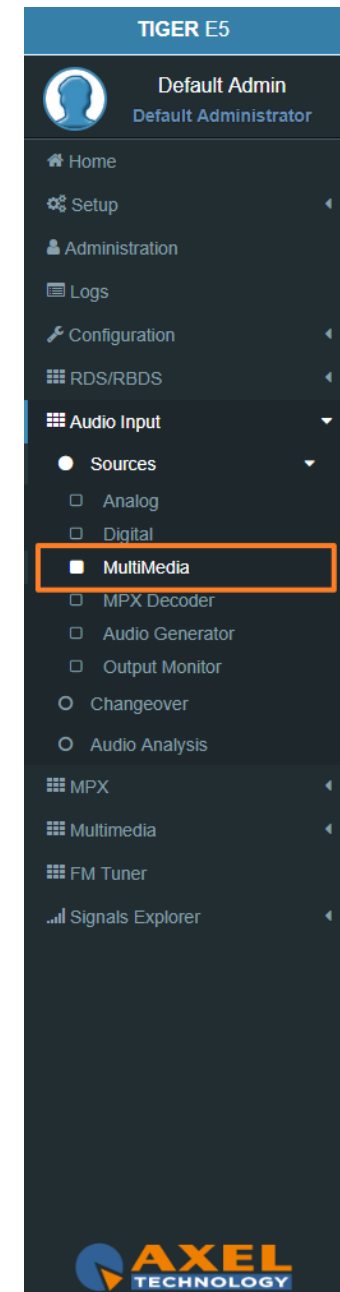 TIGER E5
Default Admin
Default Administrator
Home
Setup
Administration
Logs
Configuration
RDS/RBDS
Audio Input
Sources
Analog
Digital
MultiMedia
MPX Decoder
Audio Generator
Output Monitor
Changeover
Audio Analysis
MPX
Multimedia
FM Tuner
Signals Explorer
AXEL
TECHNOLOGY